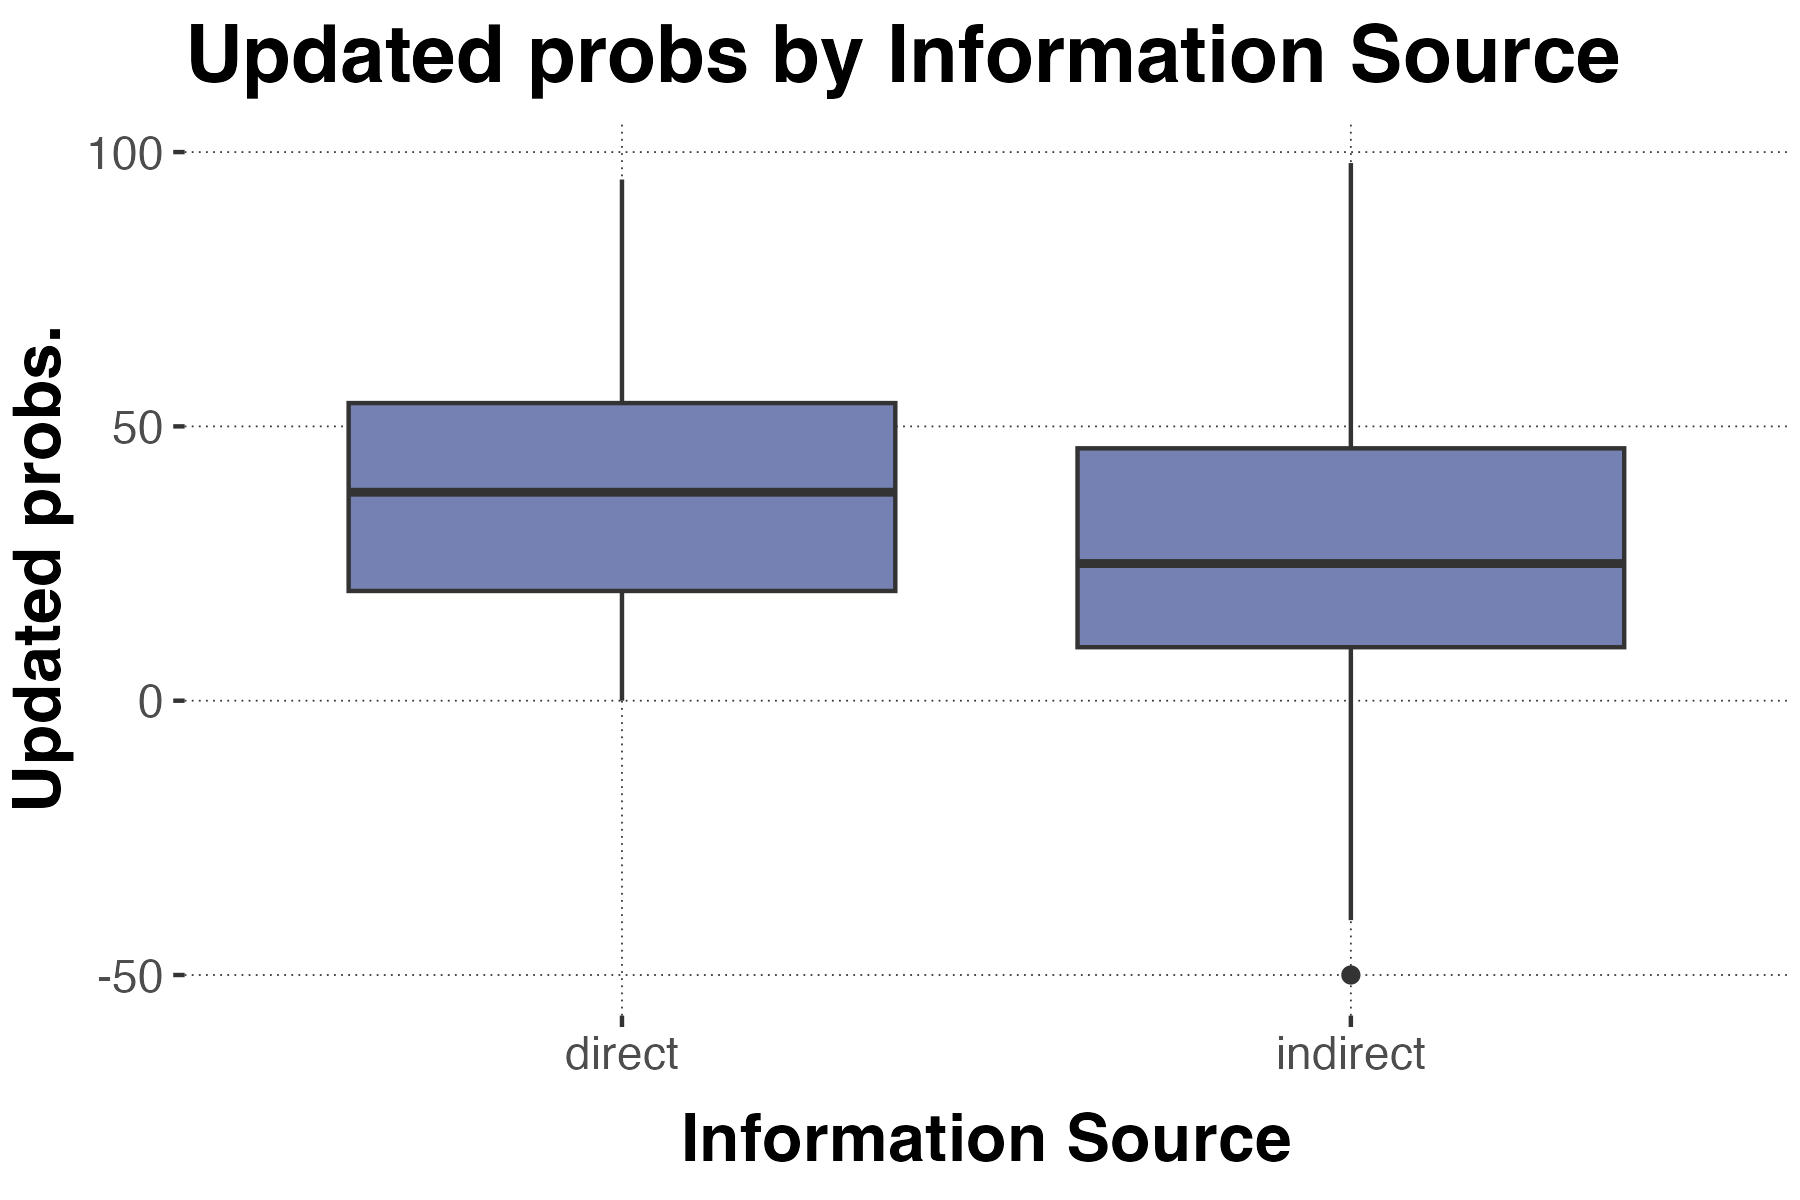 Updated probs by Information Source
Updated probs.
100
50
0
-50
direct
indirect
Information Source